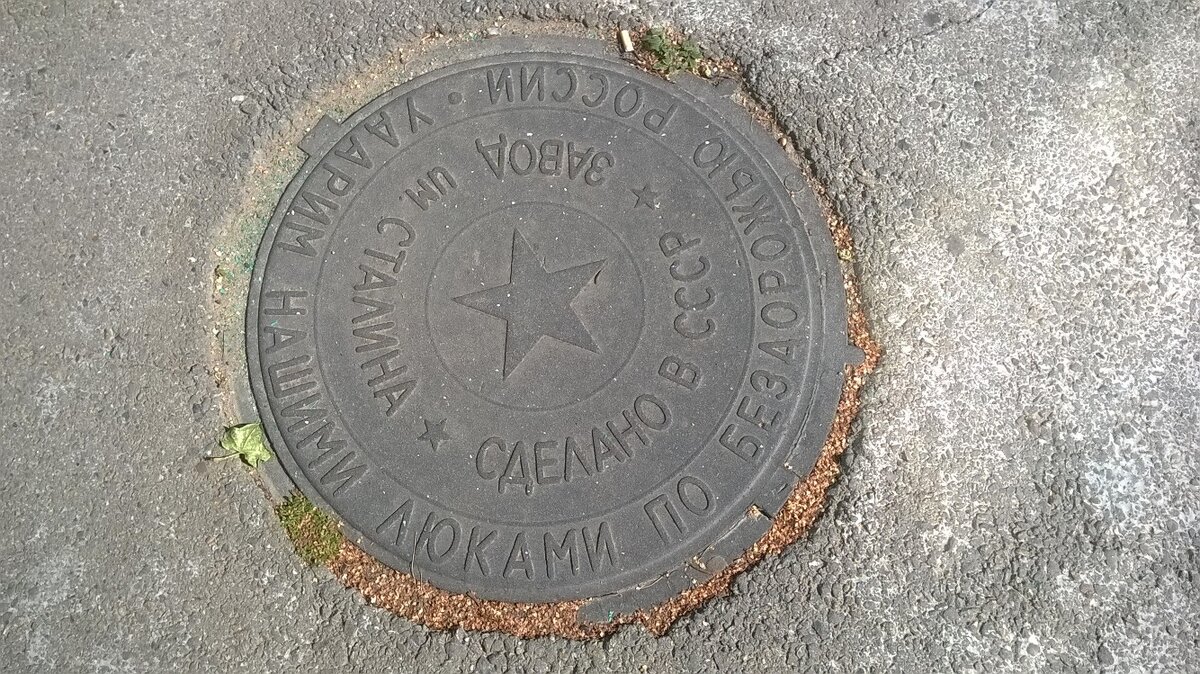 УДАРИМ НАШИМИ ЛЮКАМИ ПО БЕЗДОРОЖЬЮ РОССИИ •
ЗАВОД ИМ. СТАЛИНА
СДЕЛАНО В СССР